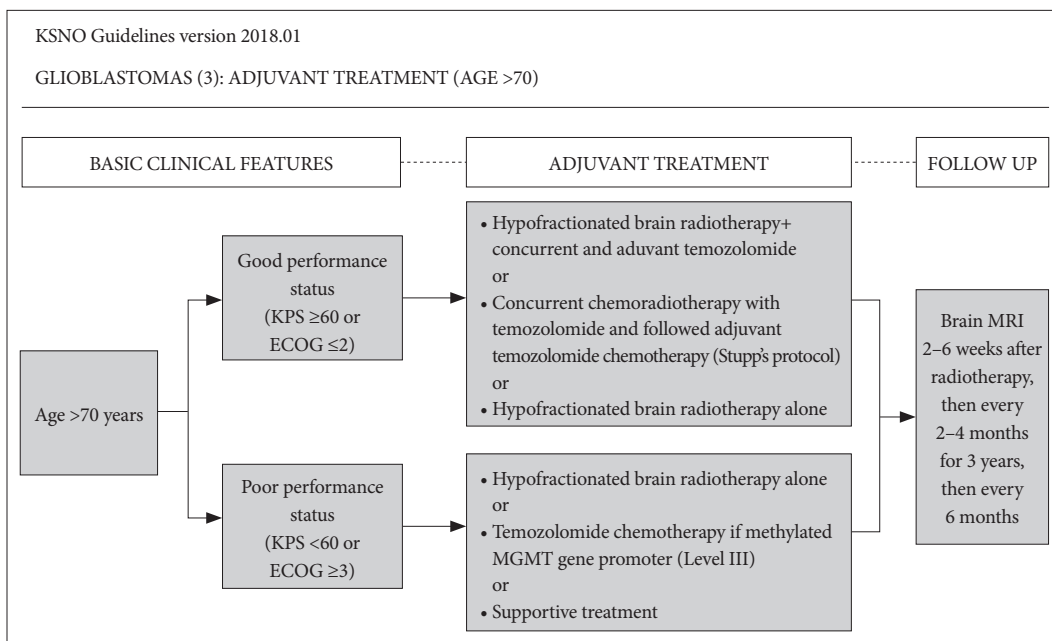 KSNO Guidelines version 2018.01
GLIOBLASTOMAS (3): ADJUVANT TREATMENT (AGE >70)
BASIC CLINICAL FEATURES
ADJUVANT TREATMENT
FOLLOW UP
Age >70 years
Good performance
status
(KPS ≥60 or
ECOG ≤2)
• Hypofractionated brain radiotherapy+
concurrent and aduvant temozolomide
or
• Concurrent chemoradiotherapy with
temozolomide and followed adjuvant
temozolomide chemotherapy (Stupp's protocol)
or
• Hypofractionated brain radiotherapy alone
Poor performance
status
(KPS <60 or
ECOG ≥3)
• Hypofractionated brain radiotherapy alone
or
• Temozolomide chemotherapy if methylated
MGMT gene promoter (Level III)
or
• Supportive treatment
Brain MRI
2–6 weeks after
radiotherapy,
then every
2–4 months
for 3 years,
then every
6 months